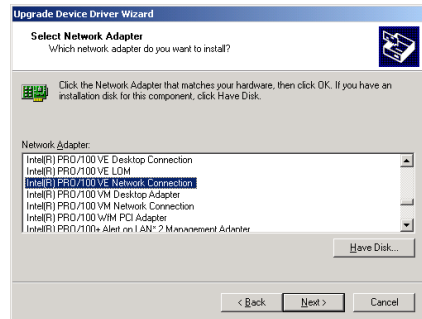 Upgrade Device Driver Wizard
Select Network Adapter
Which network adapter do you want to install?
Click the Network Adapter that matches your hardware, then click OK. If you have an
installation disk for this component, click Have Disk.
Network Adapter:
Intel(R) PRO/100 VE Desktop Connection
Intel(R) PRO/100 VE LOM
Intel(R) PRO/100 VE Network Connection
Intel(R) PRO/100 VM Desktop Adapter
Intel(R) PRO/100 VM Network Connection
Intel(R) PRO/100 WfM PCI Adapter
Intel(R) PRO/100+ Alert on LAN* 2 Management Adapter
Have Disk...
< Back
Next >
Cancel